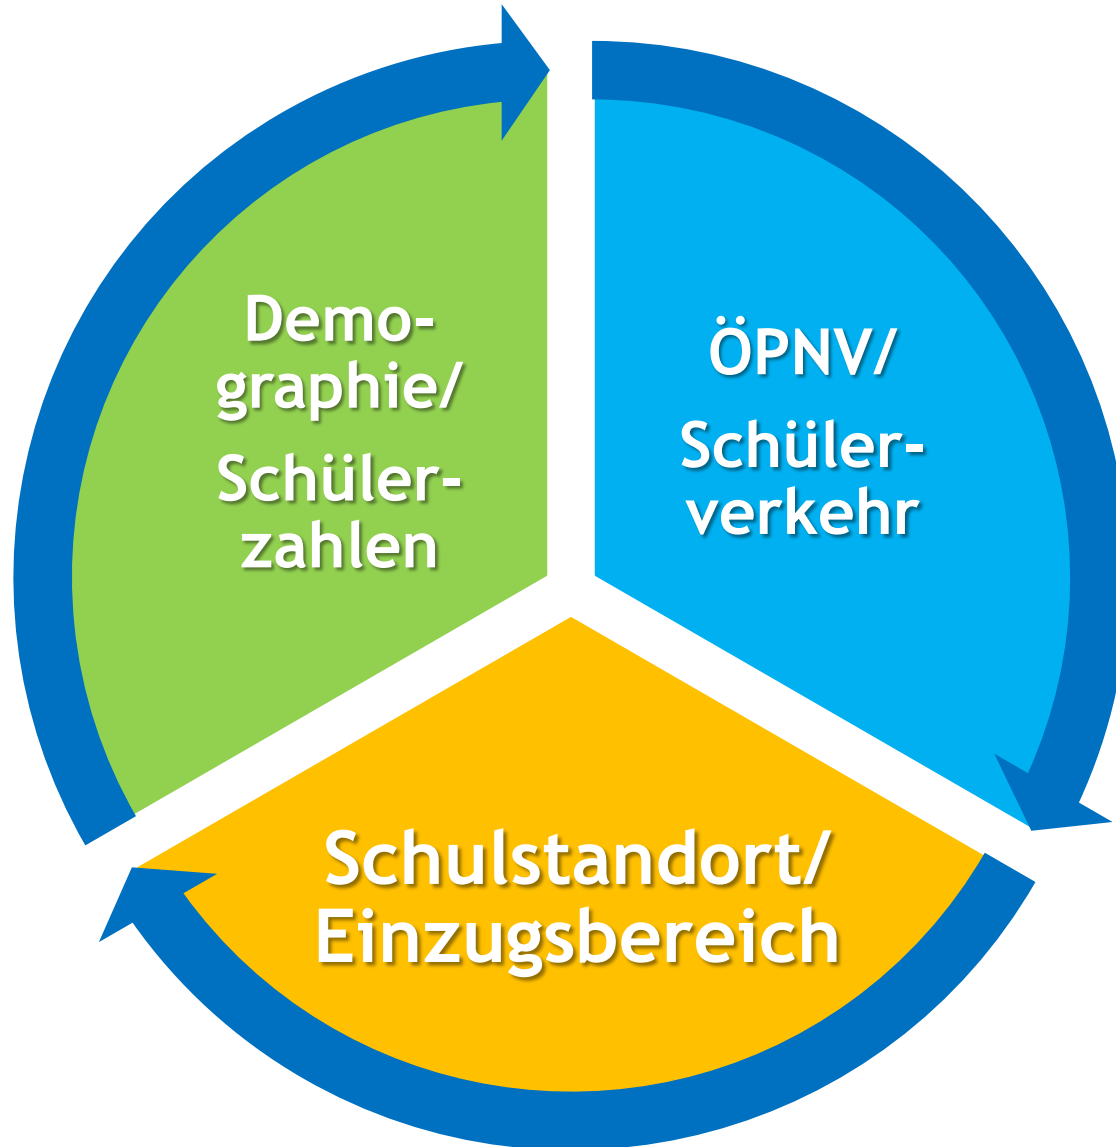 Demo-
graphie/
Schüler-
zahlen
ÖPNV/
Schüler-
verkehr
Schulstandort/
Einzugsbereich